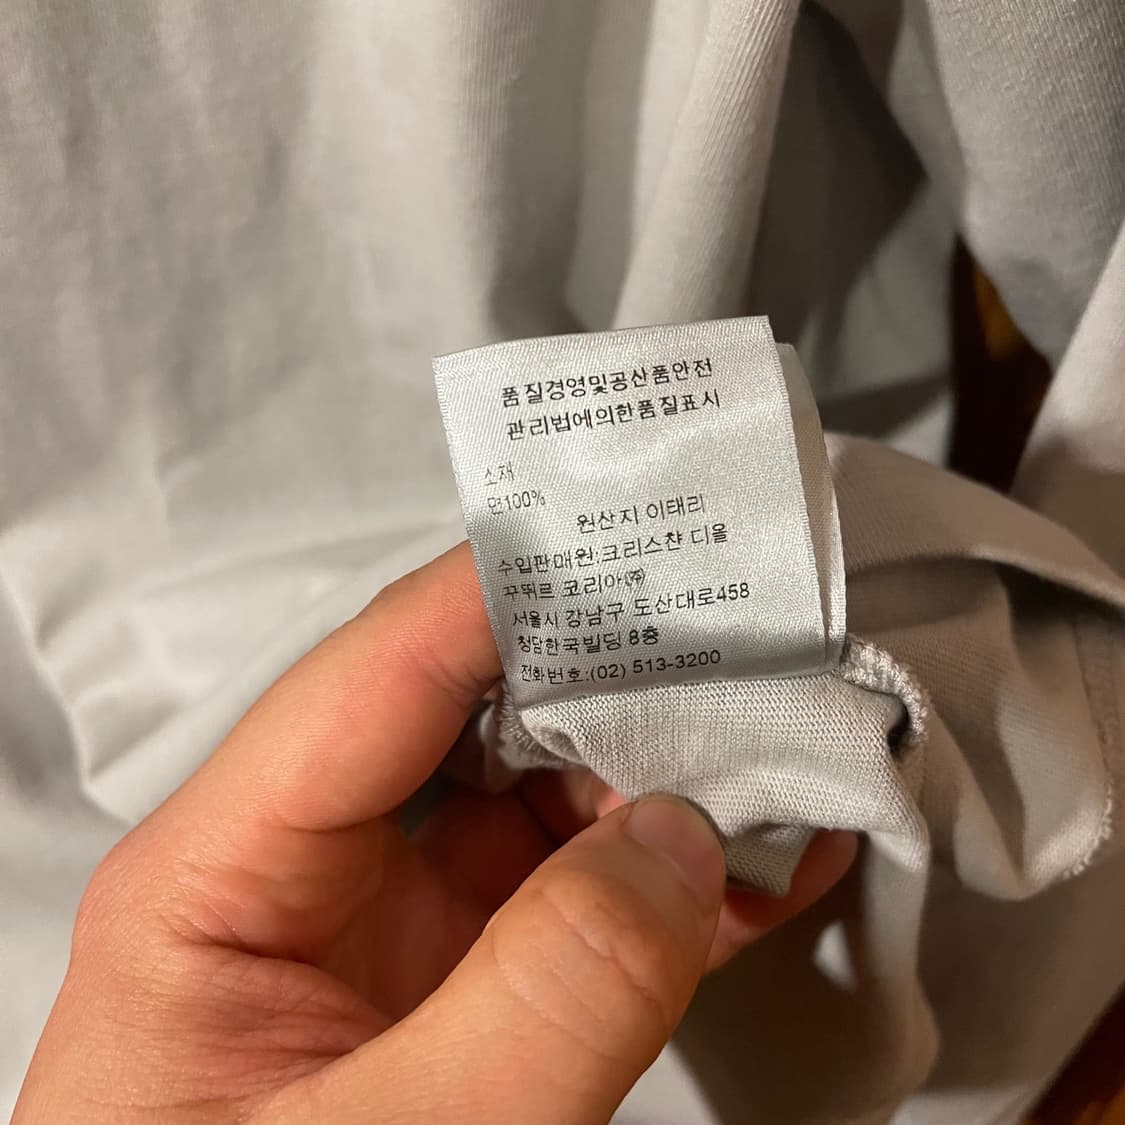 품질경영및공산품안전
관리법에의한품질표시
소재
면100%
원산지 이태리
수입판매원:크리스챤 디올
꾸뛰르 코리아㈜
서울시 강남구 도산대로458
청담한국빌딩 8층
전화번호:(02) 513-3200